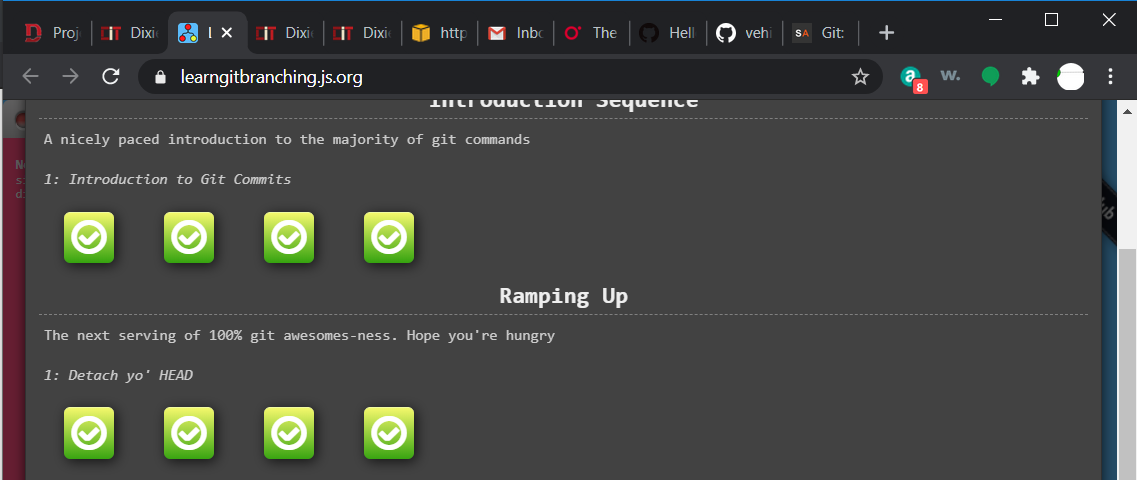 Proj
Dixie
Dixie
Dixie
http
Inbo
The
Hell
vehi
SA
Git:
learngitbranching.js.org
8
w.
Introduction Sequence
A nicely paced introduction to the majority of git commands
1: Introduction to Git Commits
Ramping Up
The next serving of 100% git awesomes-ness. Hope you're hungry
1: Detach yo' HEAD